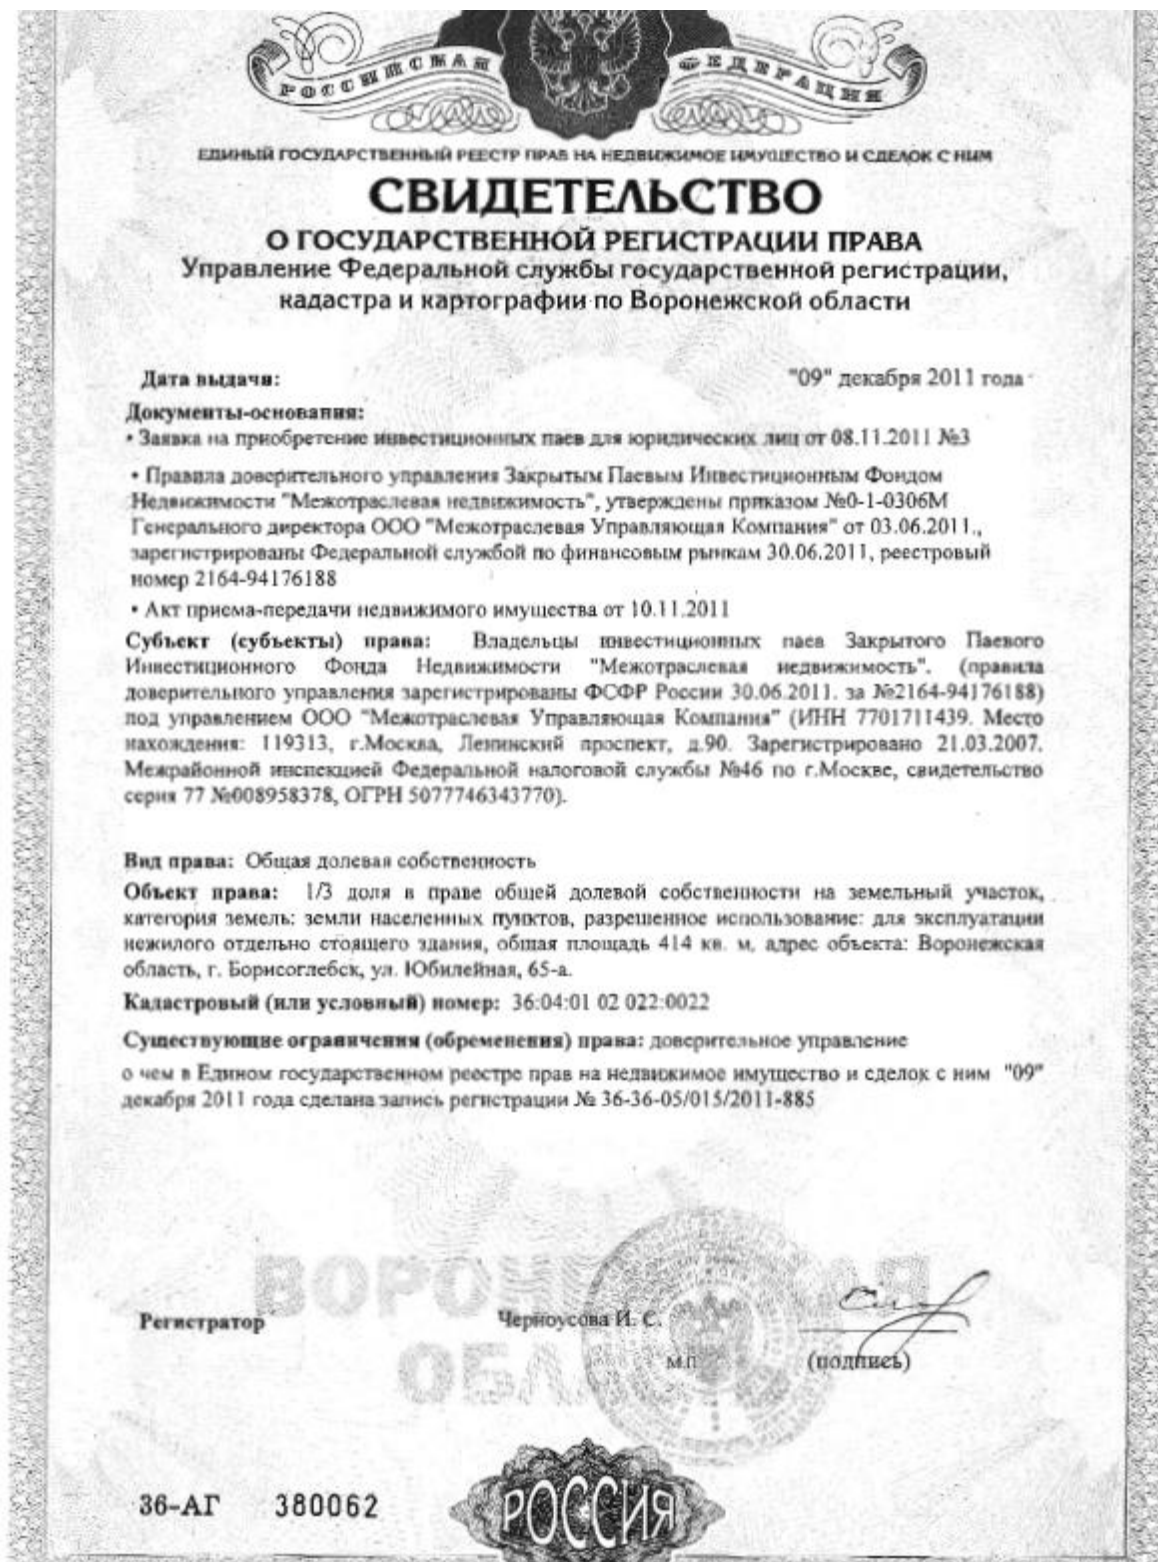 РОССИЙСКАЯ ФЕДЕРАЦИЯ
ЕДИНЫЙ ГОСУДАРСТВЕННЫЙ РЕЕСТР ПРАВ НА НЕДВИЖИМОЕ ИМУЩЕСТВО И СДЕЛОК С НИМ
СВИДЕТЕЛЬСТВО
О ГОСУДАРСТВЕННОЙ РЕГИСТРАЦИИ ПРАВА
Управление Федеральной службы государственной регистрации,
кадастра и картографии по Воронежской области
Дата выдачи: "09" декабря 2011 года
Документы-основания:
• Заявка на приобретение инвестиционных паев для юридических лиц от 08.11.2011 №3
• Правила доверительного управления Закрытым Паевым Инвестиционным Фондом
Недвижимости "Межотраслевая недвижимость", утверждены приказом №0-1-0306М
Генерального директора ООО "Межотраслевая Управляющая Компания" от 03.06.2011.,
зарегистрированы Федеральной службой по финансовым рынкам 30.06.2011, реестровый
номер 2164-94176188
• Акт приема-передачи недвижимого имущества от 10.11.2011
Субъект (субъекты) права: Владельцы инвестиционных паев Закрытого Паевого
Инвестиционного Фонда Недвижимости "Межотраслевая недвижимость". (правила
доверительного управления зарегистрированы ФСФР России 30.06.2011. за №2164-94176188)
под управлением ООО "Межотраслевая Управляющая Компания" (ИНН 7701711439. Место
нахождения: 119313, г.Москва, Ленинский проспект, д.90. Зарегистрировано 21.03.2007.
Межрайонной инспекцией Федеральной налоговой службы №46 по г.Москве, свидетельство
серия 77 №008958378, ОГРН 5077746343770).
Вид права: Общая долевая собственность
Объект права: 1/3 доля в праве общей долевой собственности на земельный участок,
категория земель: земли населенных пунктов, разрешенное использование: для эксплуатации
нежилого отдельно стоящего здания, общая площадь 414 кв. м, адрес объекта: Воронежская
область, г. Борисоглебск, ул. Юбилейная, 65-а.
Кадастровый (или условный) номер: 36:04:01 02 022:0022
Существующие ограничения (обременения) права: доверительное управление
о чем в Едином государственном реестре прав на недвижимое имущество и сделок с ним "09"
декабря 2011 года сделана запись регистрации № 36-36-05/015/2011-885
Регистратор Черноусова И. С.
м.п. (подпись)
36-АГ 380062
РОССИЯ